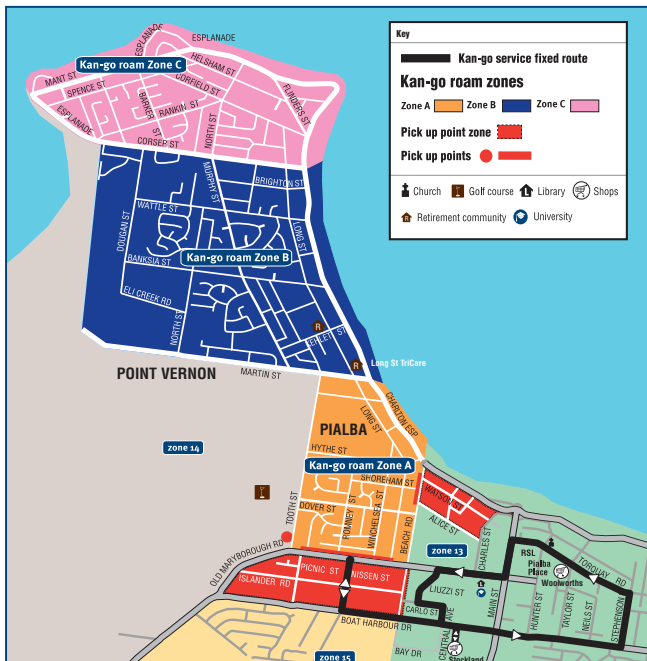 Key
Kan-go service fixed route
Kan-go roam zones
Zone A
Zone B
Zone C
Pick up point zone
Pick up points
Church
Golf course
Library
Shops
Retirement community
University
ESPLANADE
ESPLANADE
Kan-go roam Zone C
HELSHAM ST
MANT ST
SPENCE ST
CORFIELD ST
FLINDERS ST
BARKER ST
RANKIN ST
NORTH ST
ESPLANADE
CORSER ST
MORPHY ST
BRIGHTON ST
WATTLE ST
DOUGAN ST
LONG ST
BANKSIA ST
Kan-go roam Zone B
ELI CREEK RD
NORTH ST
R
R
Long St TriCare
POINT VERNON
MARTIN ST
CHARLTON ESP
LONG ST
PIALBA
zone 14
HYTHE ST
Kan-go roam Zone A
SHOREHAM ST
WATSON ST
TOOTH ST
DOVER ST
ROMNEY ST
WINCHELSEA ST
BEACH RD
ALICE ST
CHARLES ST
OLD MARYBOROUGH RD
zone 13
RSL
Pialba
Place
Woolworths
TORQUAY RD
PICNIC ST
NISSEN ST
ISLANDER RD
LIUZZI ST
MAIN ST
HUNTER ST
TAYLOR ST
NEILS ST
STEPHENSON
CARLO ST
BOAT HARBOUR DR
CENTRAL AVE
BAY DR
Stockland
zone 15